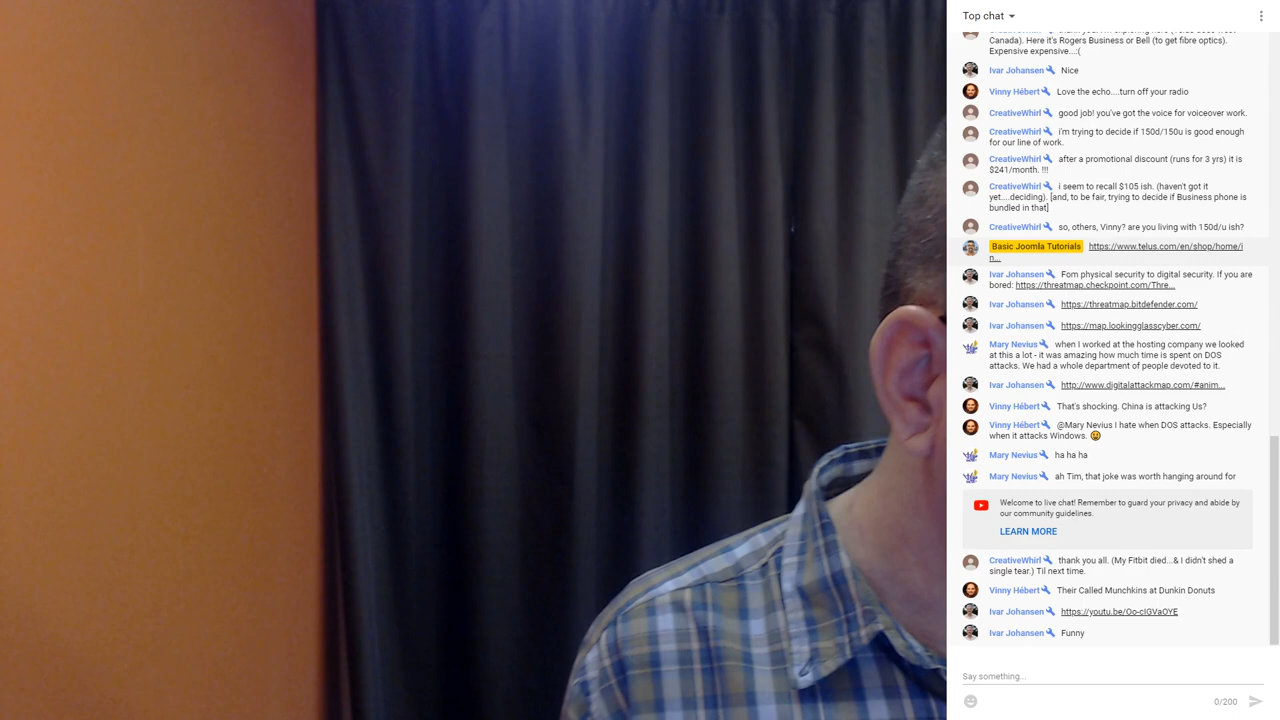 Top chat
Canada). Here it's Rogers Business or Bell (to get fibre optics).
Expensive expensive...:(
Ivar Johansen Nice
Vinny Hébert Love the echo....turn off your radio
CreativeWhirl good job! you've got the voice for voiceover work.
CreativeWhirl i'm trying to decide if 150d/150u is good enough
for our line of work.
CreativeWhirl after a promotional discount (runs for 3 yrs) it is
$241/month. !!!
CreativeWhirl i seem to recall $105 ish. (haven't got it
yet....deciding). [and, to be fair, trying to decide if Business phone is
bundled in that]
CreativeWhirl so, others, Vinny? are you living with 150d/u ish?
Basic Joomla Tutorials https://www.telus.com/en/shop/home/i
n...
Ivar Johansen Fom physical security to digital security. If you are
bored: https://threatmap.checkpoint.com/Thre...
Ivar Johansen https://threatmap.bitdefender.com/
Ivar Johansen https://map.lookingglasscyber.com/
Mary Nevius when I worked at the hosting company we looked
at this a lot - it was amazing how much time is spent on DOS
attacks. We had a whole department of people devoted to it.
Ivar Johansen http://www.digitalattackmap.com/#anim...
Vinny Hébert That's shocking. China is attacking Us?
Vinny Hébert @Mary Nevius I hate when DOS attacks. Especially
when it attacks Windows.
Mary Nevius ha ha ha
Mary Nevius ah Tim, that joke was worth hanging around for
Welcome to live chat! Remember to guard your privacy and abide by
our community guidelines.
LEARN MORE
CreativeWhirl thank you all. (My Fitbit died...& I didn't shed a
single tear.) Til next time.
Vinny Hébert Their Called Munchkins at Dunkin Donuts
Ivar Johansen https://youtu.be/Oo-cIGVaOYE
Ivar Johansen Funny
Say something...
0/200